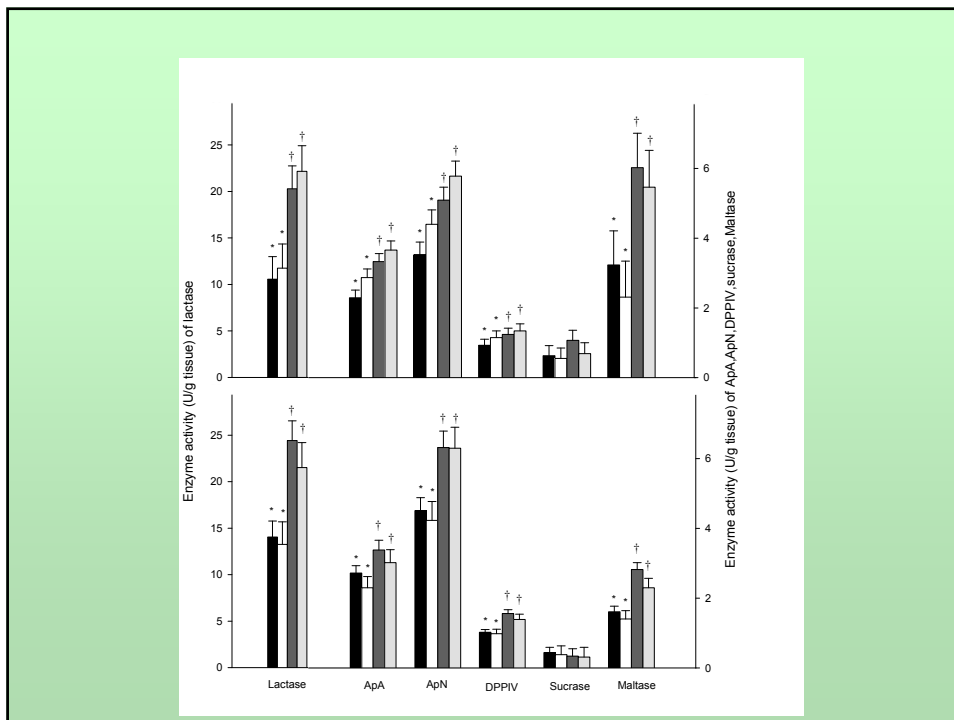 Enzyme activity (U/g tissue) of lactase
25
20
15
10
5
0
* * † †
* * † †
* * † †
* * † †
* * † †
6
4
2
0
Enzyme activity (U/g tissue) of ApA,ApN,DPPIV,sucrase,Maltase
25
20
15
10
5
0
* * † †
* * † †
* * † †
* * † †
* * † †
6
4
2
0
Lactase ApA ApN DPPIV Sucrase Maltase